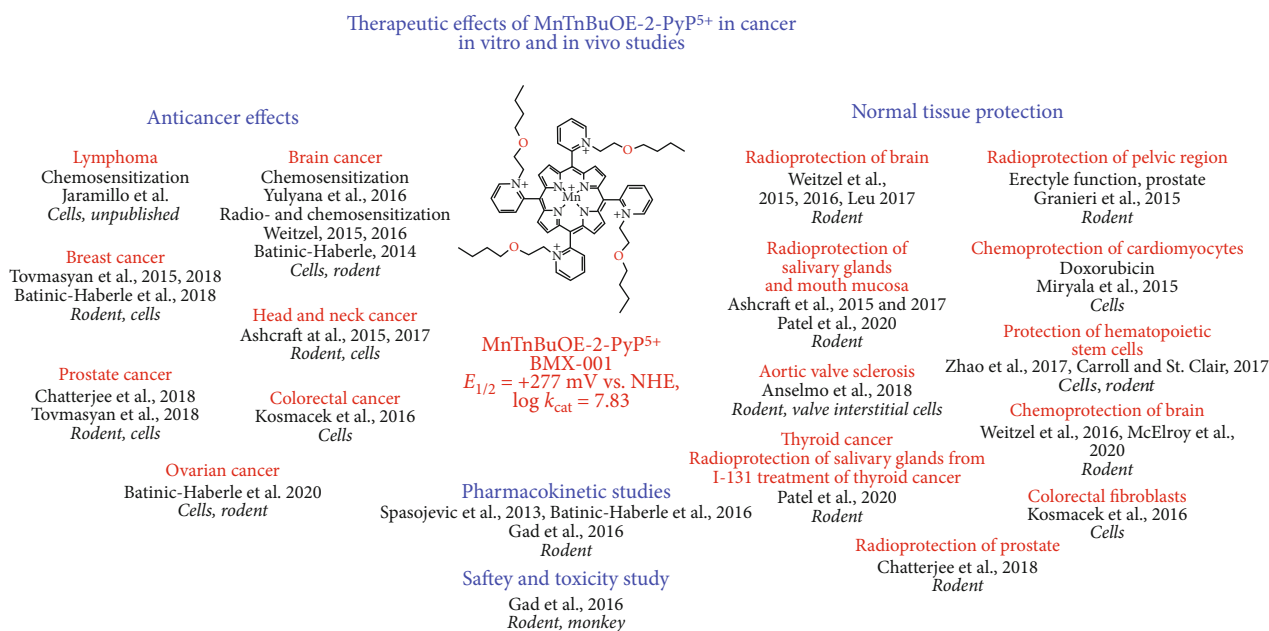 Therapeutic effects of MnTnBuOE-2-PyP5+ in cancer
in vitro and in vivo studies
Anticancer effects
Lymphoma
Chemosensitization
Jaramillo et al.
Cells, unpublished
Breast cancer
Tovmasyan et al., 2015, 2018
Batinic-Haberle et al., 2018
Rodent, cells
Prostate cancer
Chatterjee et al., 2018
Tovmasyan et al., 2018
Rodent, cells
Ovarian cancer
Batinic-Haberle et al. 2020
Cells, rodent
Brain cancer
Chemosensitization
Yulyana et al., 2016
Radio- and chemosensitization
Weitzel, 2015, 2016
Batinic-Haberle, 2014
Cells, rodent
Head and neck cancer
Ashcraft at al., 2015, 2017
Rodent, cells
Colorectal cancer
Kosmacek et al., 2016
Cells
O
N
+
O
N
+
N
+
N
N
Mn
N
N
+
N
+
O
N
+
O
MnTnBuOE-2-PyP5+
BMX-001
E1/2 = +277 mV vs. NHE,
log kcat = 7.83
Pharmacokinetic studies
Spasojevic et al., 2013, Batinic-Haberle et al., 2016
Gad et al., 2016
Rodent
Saftey and toxicity study
Gad et al., 2016
Rodent, monkey
Normal tissue protection
Radioprotection of brain
Weitzel et al.,
2015, 2016, Leu 2017
Rodent
Radioprotection of
salivary glands
and mouth mucosa
Ashcraft et al., 2015 and 2017
Patel et al., 2020
Rodent
Aortic valve sclerosis
Anselmo et al., 2018
Rodent, valve interstitial cells
Thyroid cancer
Radioprotection of salivary glands from
I-131 treatment of thyroid cancer
Patel et al., 2020
Rodent
Radioprotection of pelvic region
Erectyle function, prostate
Granieri et al., 2015
Rodent
Chemoprotection of cardiomyocytes
Doxorubicin
Miryala et al., 2015
Cells
Protection of hematopoietic
stem cells
Zhao et al., 2017, Carroll and St. Clair, 2017
Cells, rodent
Chemoprotection of brain
Weitzel et al., 2016, McElroy et al.,
2020
Rodent
Colorectal fibroblasts
Kosmacek et al., 2016
Cells
Radioprotection of prostate
Chatterjee et al., 2018
Rodent